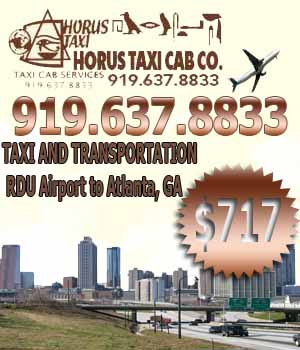 HORUS
TAXI
TAXI CAB SERVICES
919.637.8833
HORUS TAXI CAB CO.
919.637.8833
919.637.8833
TAXI AND TRANSPORTATION
RDU Airport to Atlanta, GA
$717